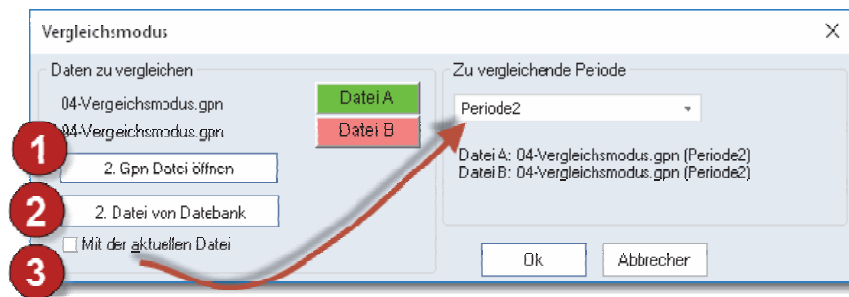 Vergleichsmodus
Daten zu vergleichen
04-Vergeichsmodus.gpn
Datei A
04-Vergeichsmodus.gpn
Datei B
1
2. Gpn Datei öffnen
2
2. Datei von Datebank
Mit der aktuellen Datei
3
Zu vergleichende Periode
Periode2
Datei A: 04-Vergleichsmodus.gpn (Periode2)
Datei B: 04-Vergleichsmodus.gpn (Periode2)
Ok
Abbrecher